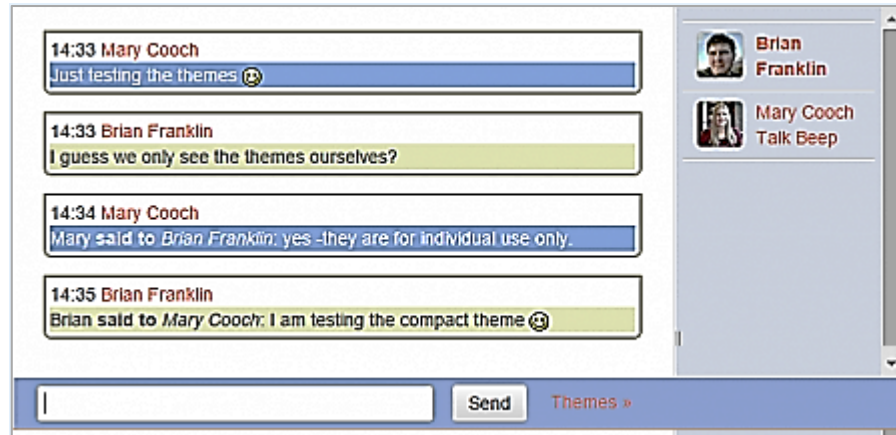 14:33 Mary Cooch
Just testing the themes
14:33 Brian Franklin
I guess we only see the themes ourselves?
14:34 Mary Cooch
Mary said to Brian Franklin: yes -they are for individual use only.
14:35 Brian Franklin
Brian said to Mary Cooch: I am testing the compact theme
Brian
Franklin
Mary Cooch
Talk Beep
Send
Themes »